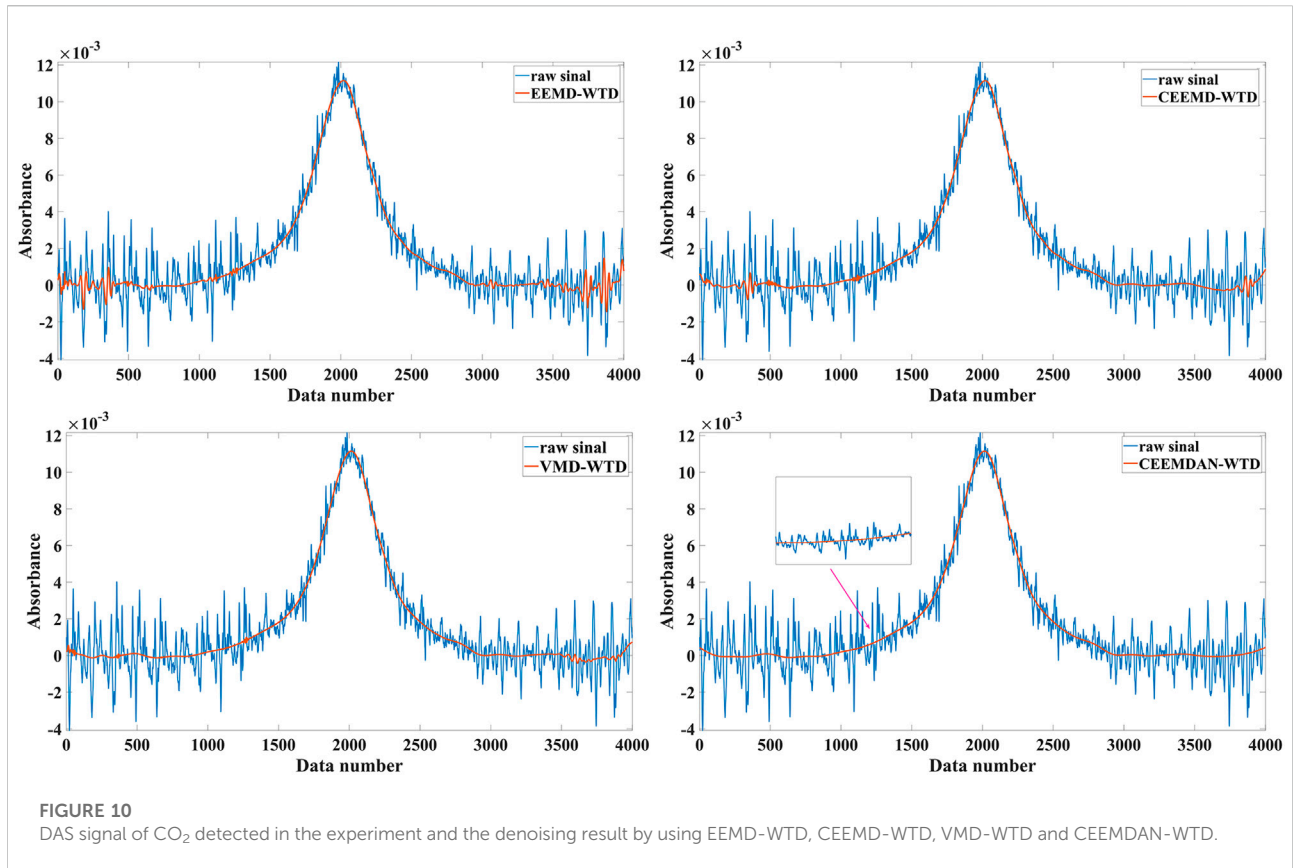 ×10⁻³
12
10
8
6
4
2
0
-2
-4
Absorbance
raw sinal
EEMD-WTD
0 500 1000 1500 2000 2500 3000 3500 4000
Data number
×10⁻³
12
10
8
6
4
2
0
-2
-4
Absorbance
raw sinal
CEEMD-WTD
0 500 1000 1500 2000 2500 3000 3500 4000
Data number
×10⁻³
12
10
8
6
4
2
0
-2
-4
Absorbance
raw sinal
VMD-WTD
0 500 1000 1500 2000 2500 3000 3500 4000
Data number
×10⁻³
12
10
8
6
4
2
0
-2
-4
Absorbance
raw sinal
CEEMDAN-WTD
0 500 1000 1500 2000 2500 3000 3500 4000
Data number
FIGURE 10
DAS signal of CO₂ detected in the experiment and the denoising result by using EEMD-WTD, CEEMD-WTD, VMD-WTD and CEEMDAN-WTD.